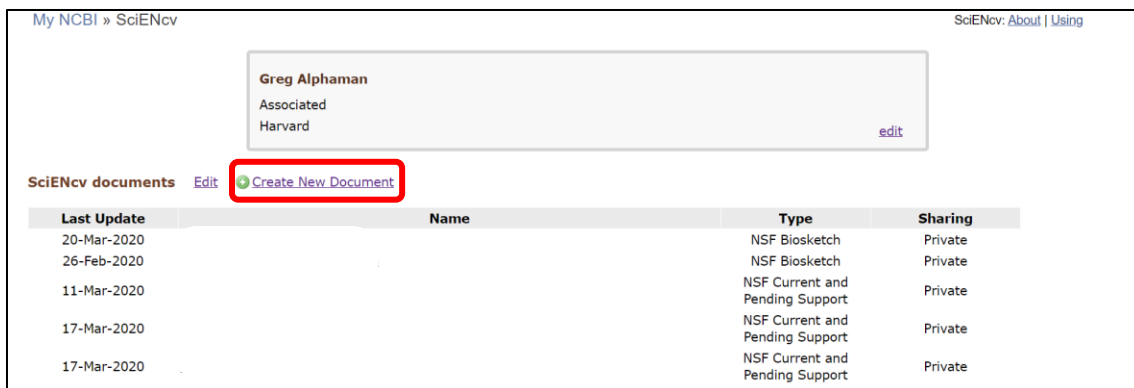 My NCBI » SciENcv SciENcv: About | Using
Greg Alphaman
Associated
Harvard edit
SciENcv documents Edit Create New Document
Last Update Name Type Sharing
20-Mar-2020 NSF Biosketch Private
26-Feb-2020 NSF Biosketch Private
11-Mar-2020 NSF Current and Pending Support Private
17-Mar-2020 NSF Current and Pending Support Private
17-Mar-2020 NSF Current and Pending Support Private